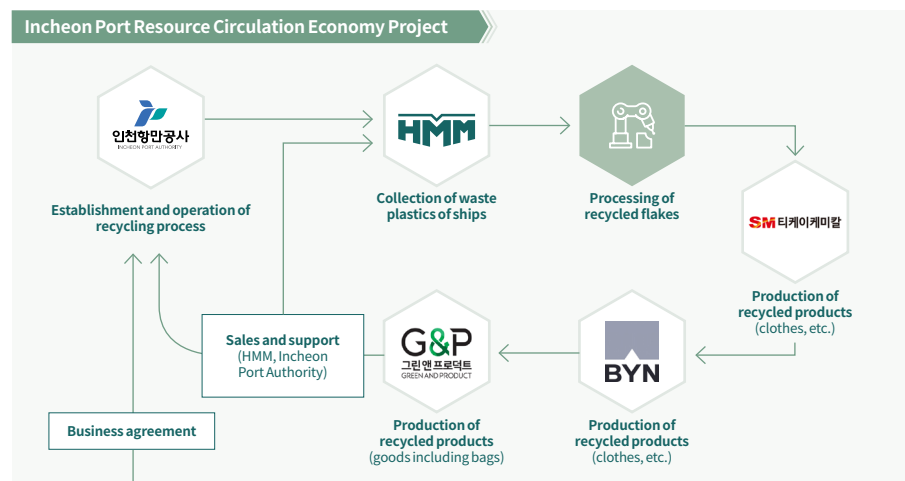 Incheon Port Resource Circulation Economy Project
인천항만공사
INCHEON PORT AUTHORITY
Establishment and operation of
recycling process
HMM
Collection of waste
plastics of ships
Processing of
recycled flakes
SM티케이케미칼
Production of
recycled products
(clothes, etc.)
BYN
Production of
recycled products
(clothes, etc.)
G&P
그린앤프로덕트
GREEN AND PRODUCT
Production of
recycled products
(goods including bags)
Sales and support
(HMM, Incheon
Port Authority)
Business agreement